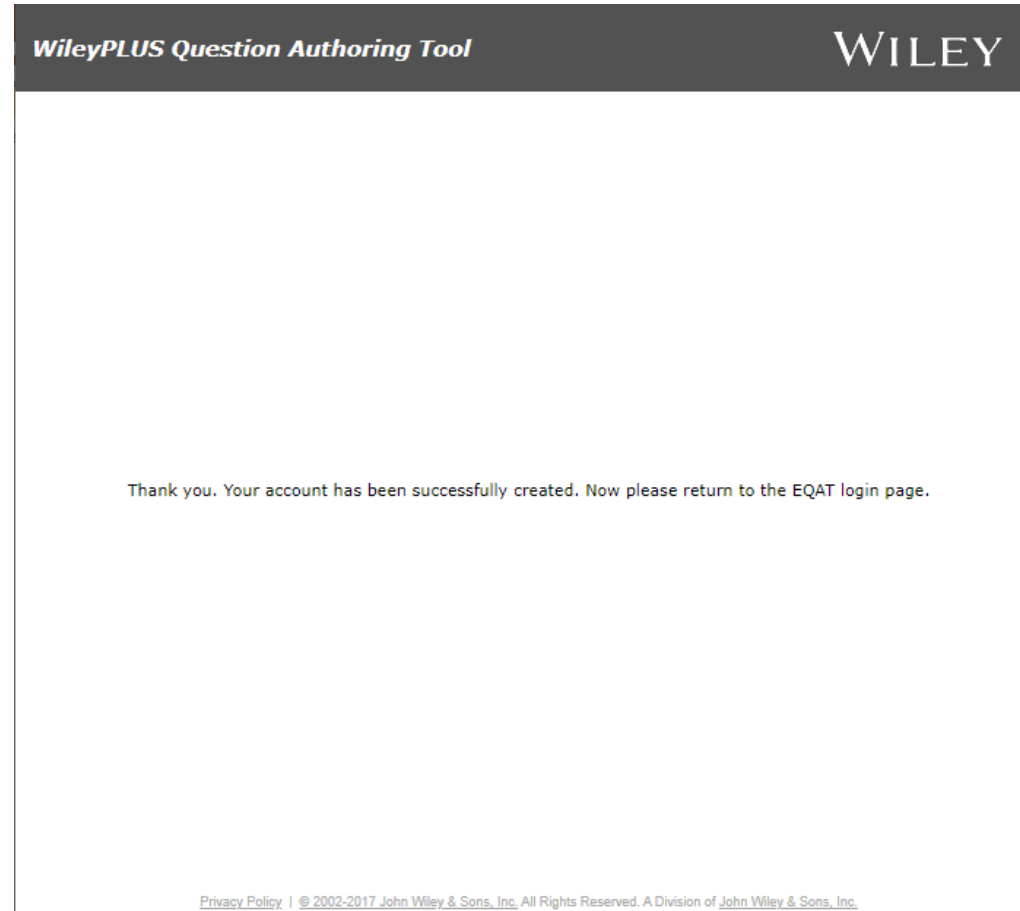 WileyPLUS Question Authoring Tool
WILEY
Thank you. Your account has been successfully created. Now please return to the EQAT login page.
Privacy Policy | © 2002-2017 John Wiley & Sons, Inc. All Rights Reserved. A Division of John Wiley & Sons, Inc.